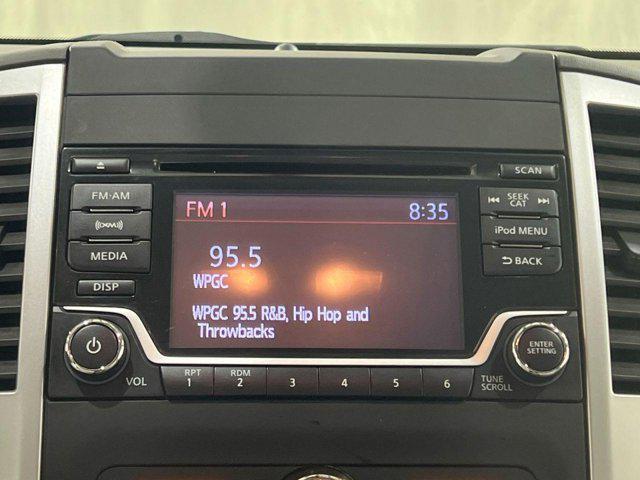 SCAN
FM·AM
((XM))
MEDIA
DISP
VOL
FM 1 8:35
95.5
WPGC
WPGC 95.5 R&B, Hip Hop and
Throwbacks
SEEK
CAT
iPod MENU
BACK
ENTER
SETTING
TUNE
SCROLL
RPT RDM
1 2 3 4 5 6